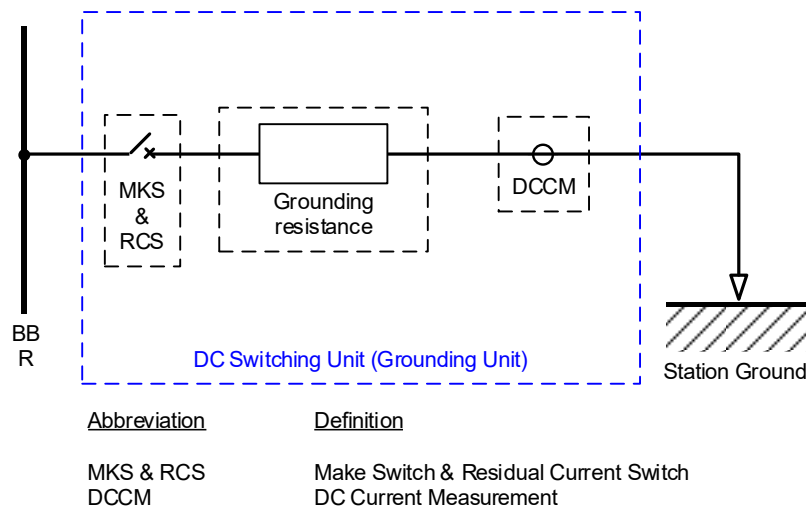 MKS
&
RCS
Grounding
resistance
DCCM
BB
R
DC Switching Unit (Grounding Unit)
Station Ground
Abbreviation Definition
MKS & RCS Make Switch & Residual Current Switch
DCCM DC Current Measurement